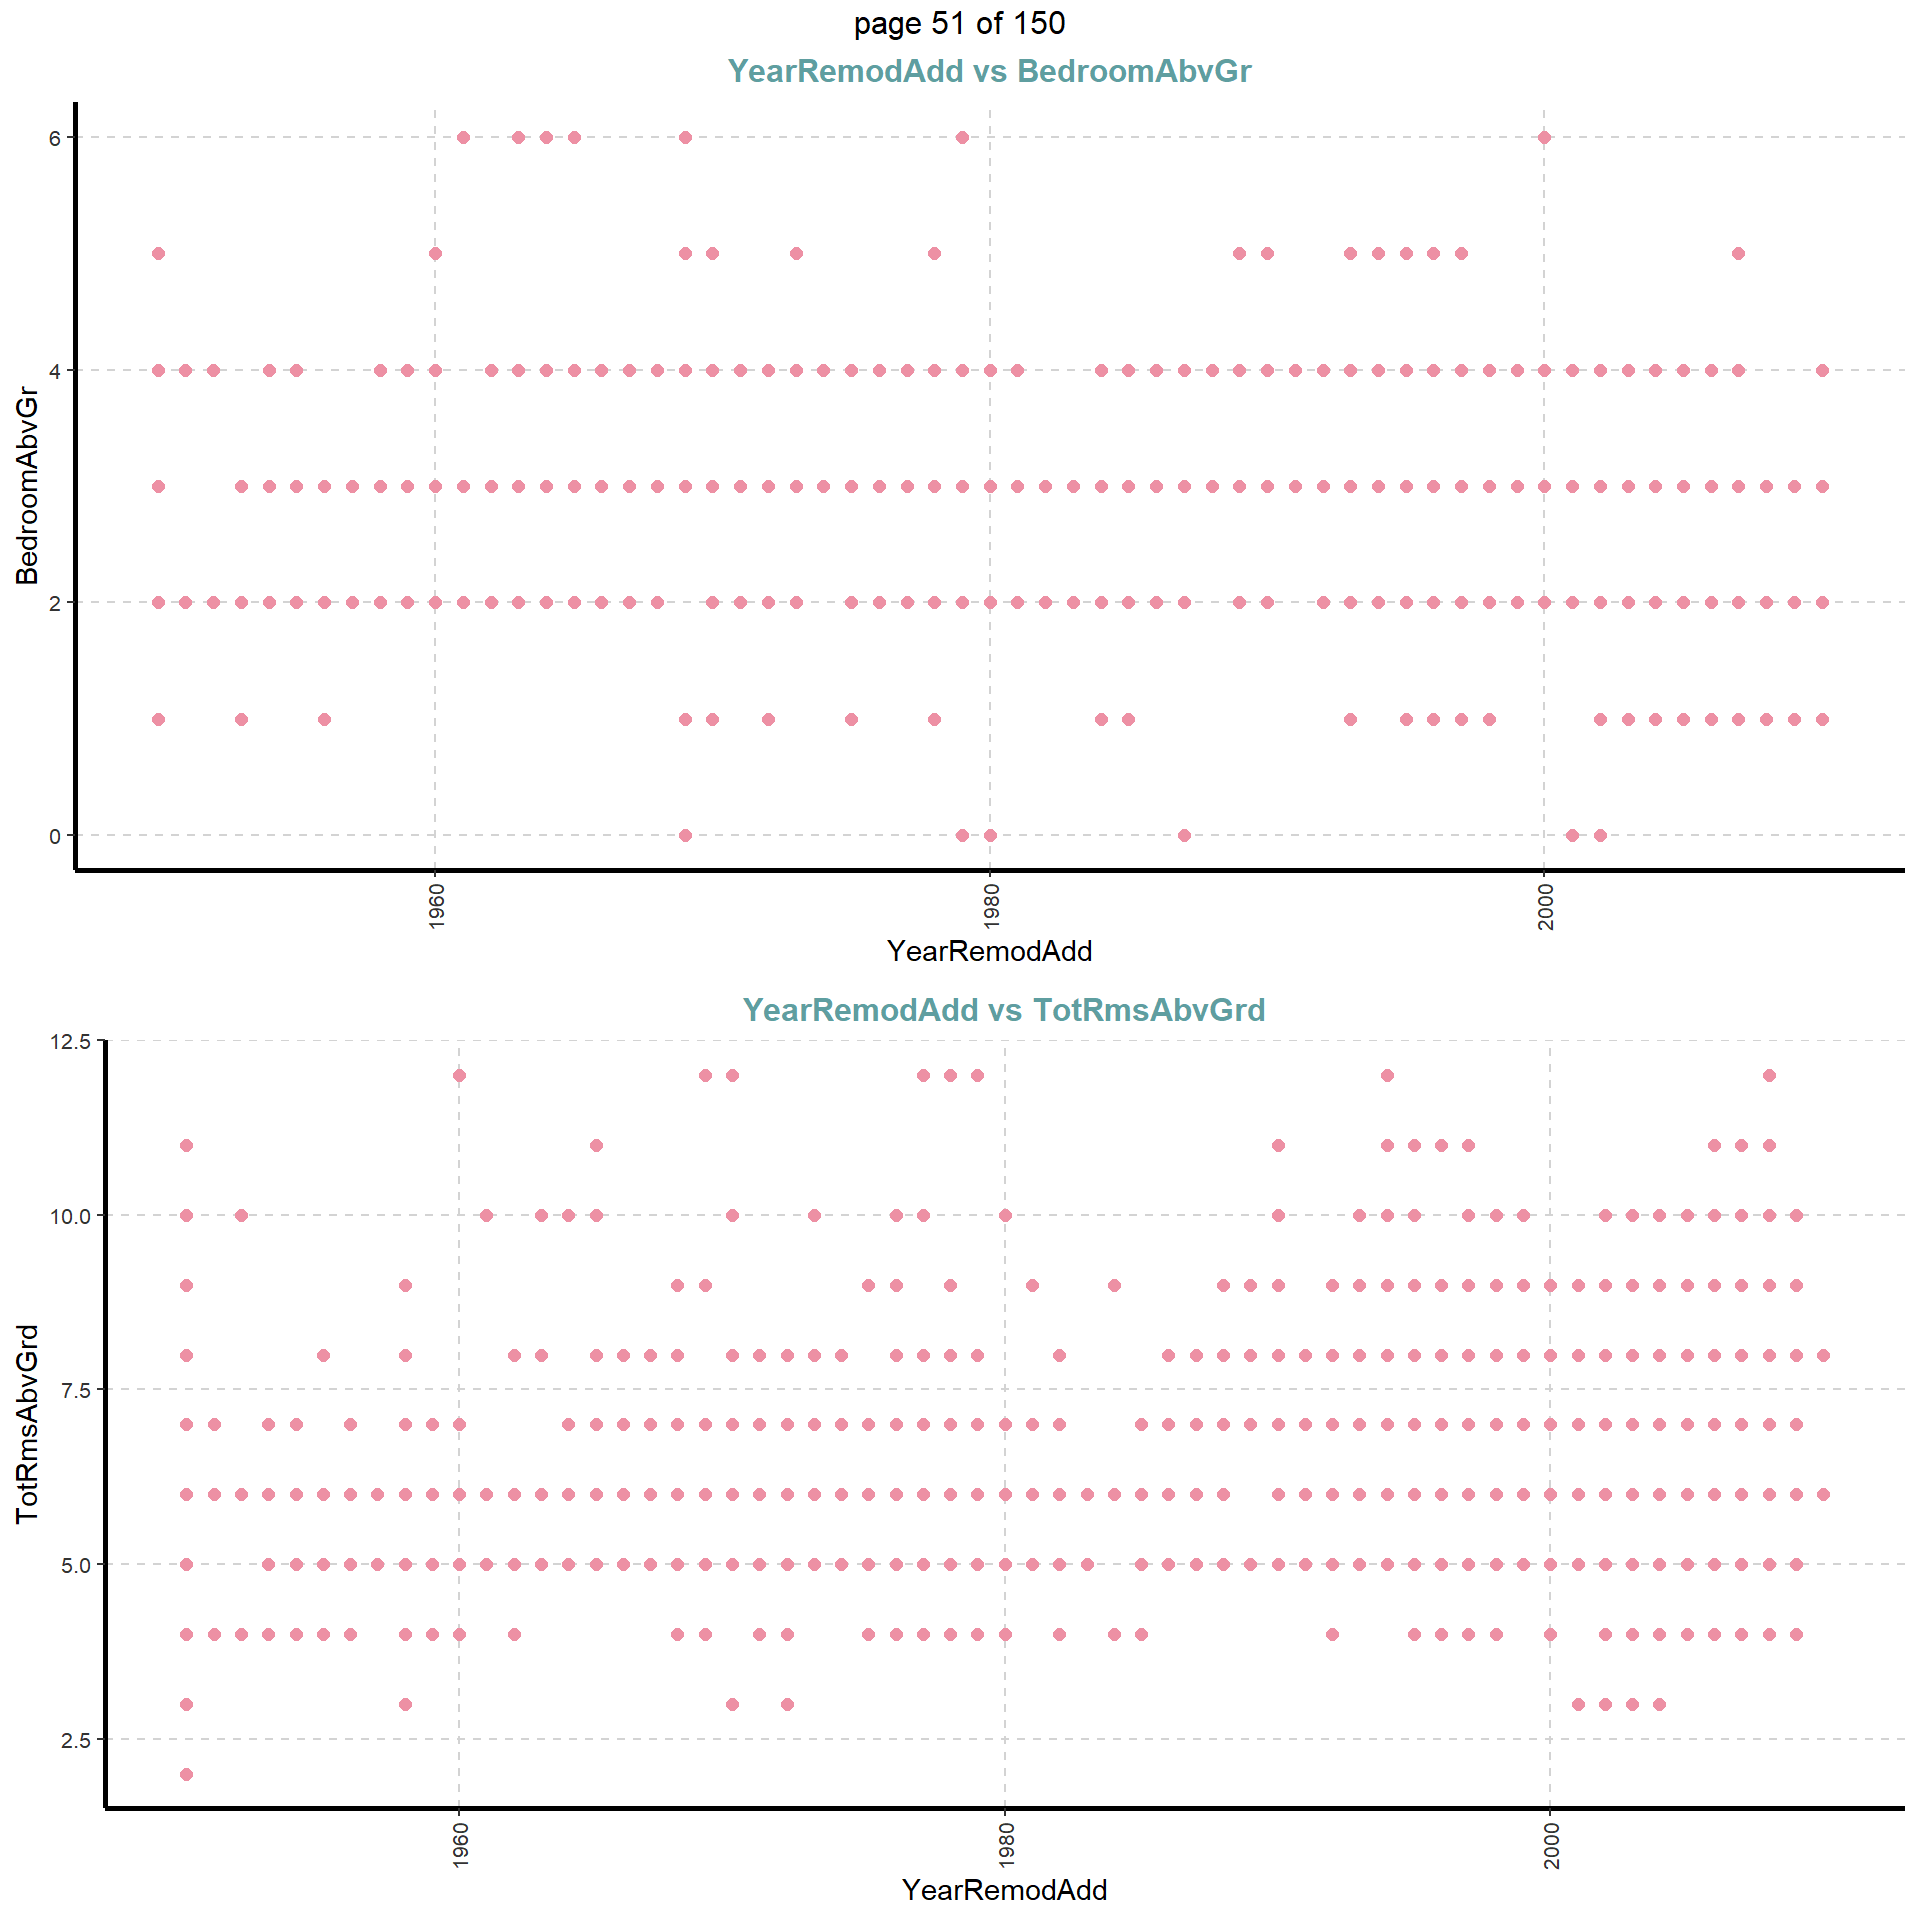 page 51 of 150
YearRemodAdd vs BedroomAbvGr
BedroomAbvGr
6
4
2
0
1960
1980
2000
YearRemodAdd
YearRemodAdd vs TotRmsAbvGrd
TotRmsAbvGrd
12.5
10.0
7.5
5.0
2.5
1960
1980
2000
YearRemodAdd